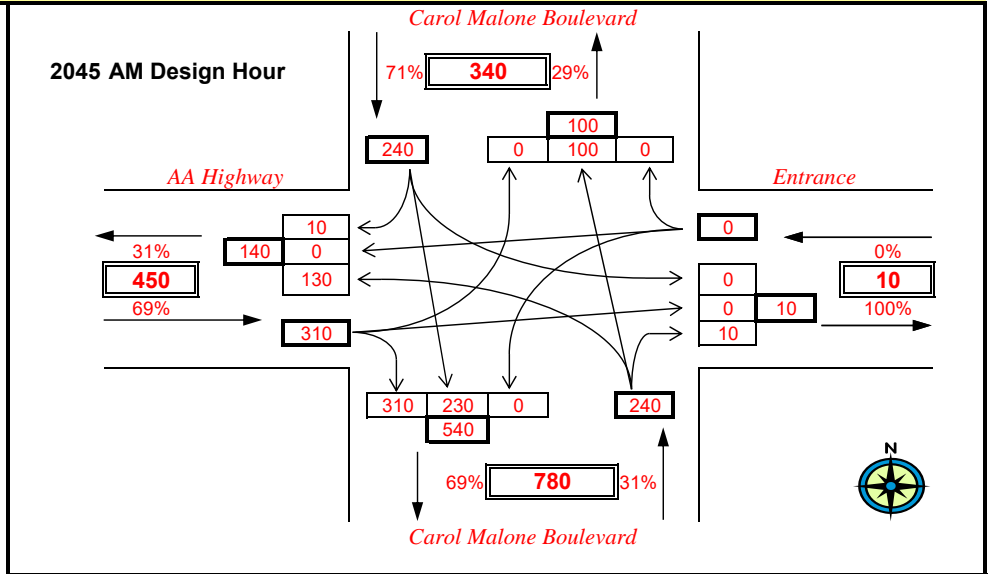 Carol Malone Boulevard
2045 AM Design Hour
71% 340 29%
100
240 0 100 0
AA Highway Entrance
10 0
31% 140 0 0%
450 130 0 10
69% 0 10 100%
310 10
310 230 0 240
540
69% 780 31%
N
Carol Malone Boulevard